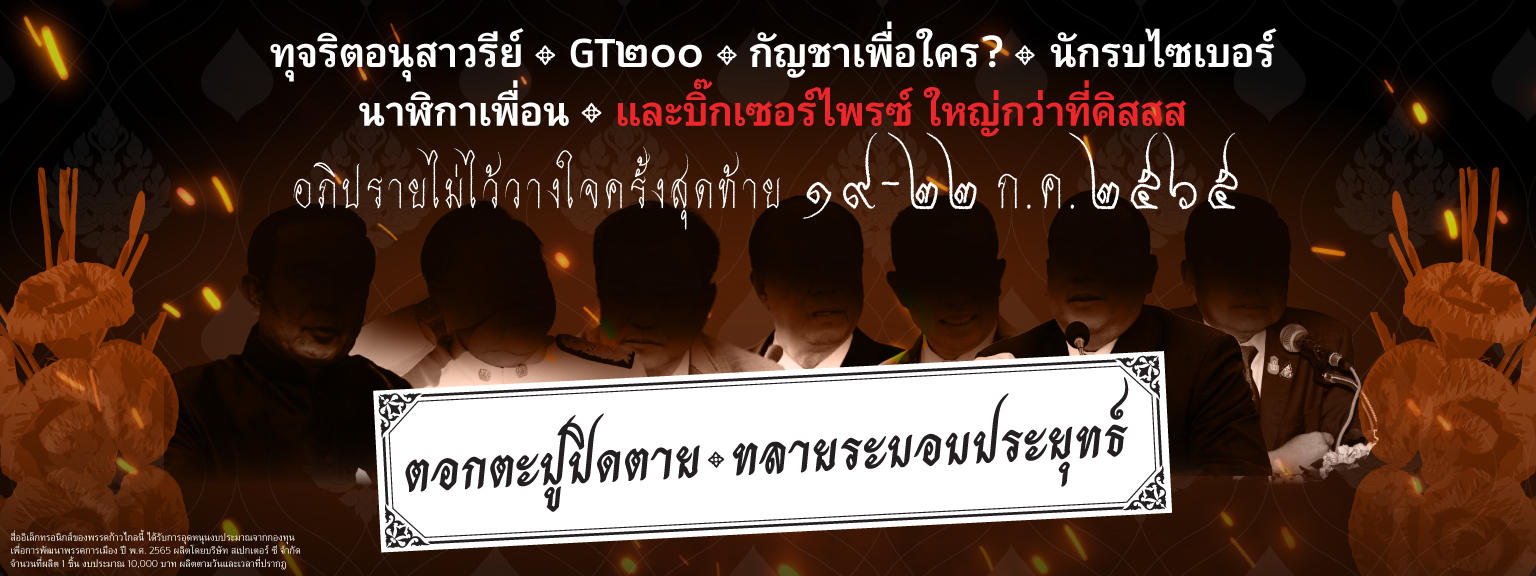 ทุจริตอนุสาวรีย์ ⟡ GT๒๐๐ ⟡ กัญชาเพื่อใคร? ⟡ นักรบไซเบอร์
นาฬิกาเพื่อน ⟡ และบิ๊กเซอร์ไพรซ์ ใหญ่กว่าที่คิสสส
อภิปรายไม่ไว้วางใจครั้งสุดท้าย ๑๙-๒๒ ก.ค. ๒๕๖๕
ตอกตะปูปิดตาย ⟡ ทลายระบอบประยุทธ์
สื่ออิเล็กทรอนิกส์ของพรรคก้าวไกลนี้ ได้รับการอุดหนุนงบประมาณจากกองทุน
เพื่อการพัฒนาพรรคการเมือง ปี พ.ศ. 2565 ผลิตโดยบริษัท สเปกเตอร์ ซี จำกัด
จำนวนที่ผลิต 1 ชิ้น งบประมาณ 10,000 บาท ผลิตตามวันและเวลาที่ปรากฏ